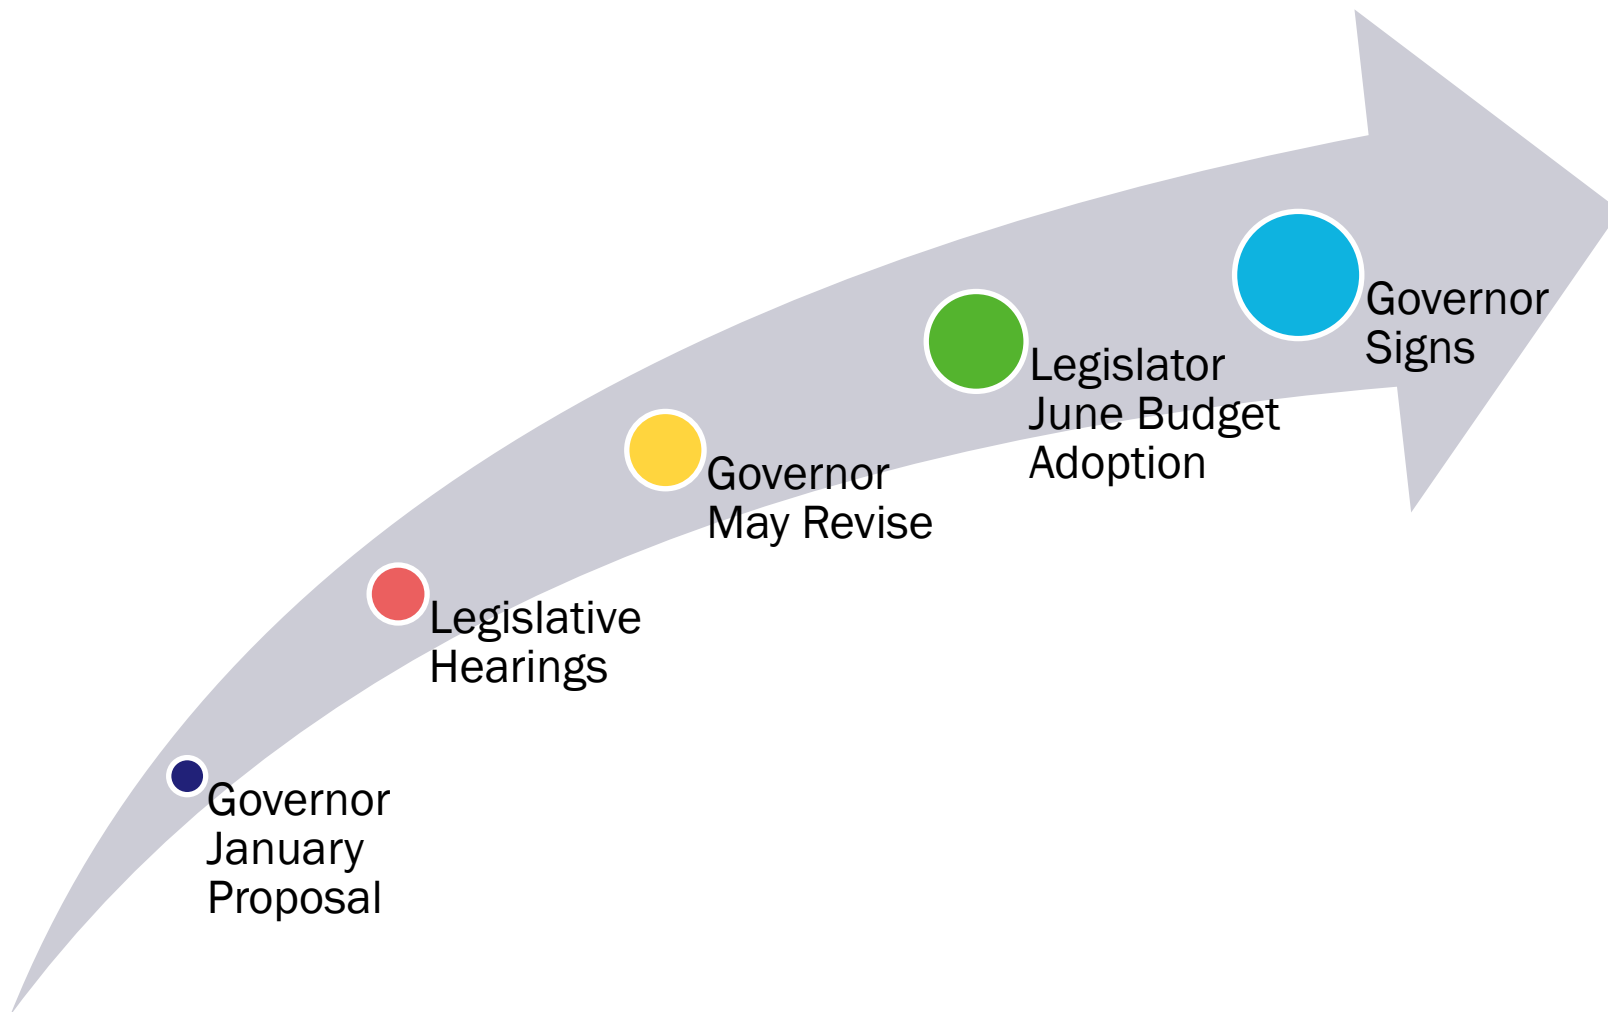 Governor
January
Proposal
Legislative
Hearings
Governor
May Revise
Legislator
June Budget
Adoption
Governor
Signs